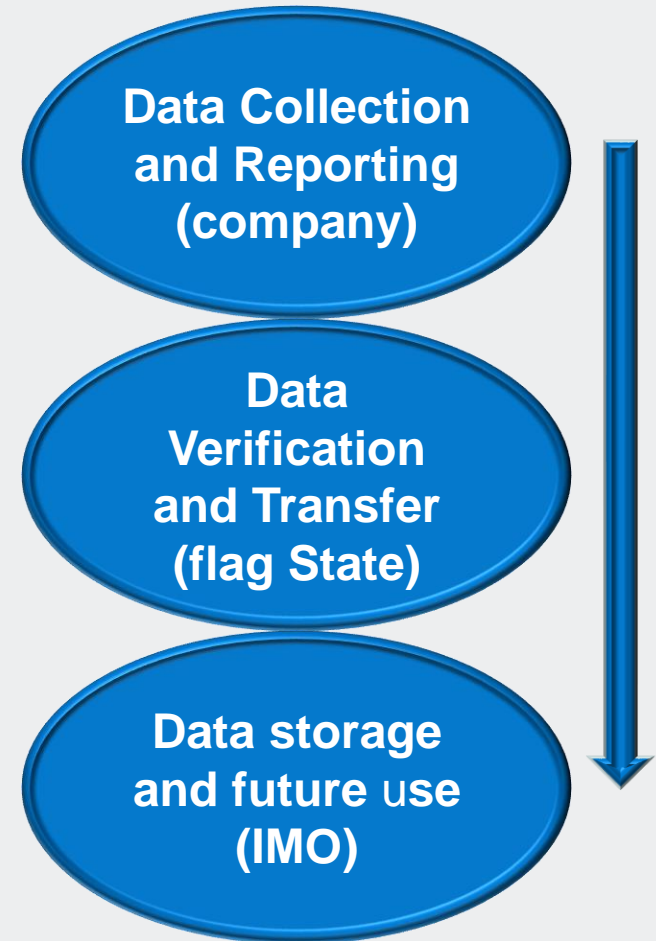 Data Collection
and Reporting
(company)
Data
Verification
and Transfer
(flag State)
Data storage
and future use
(IMO)